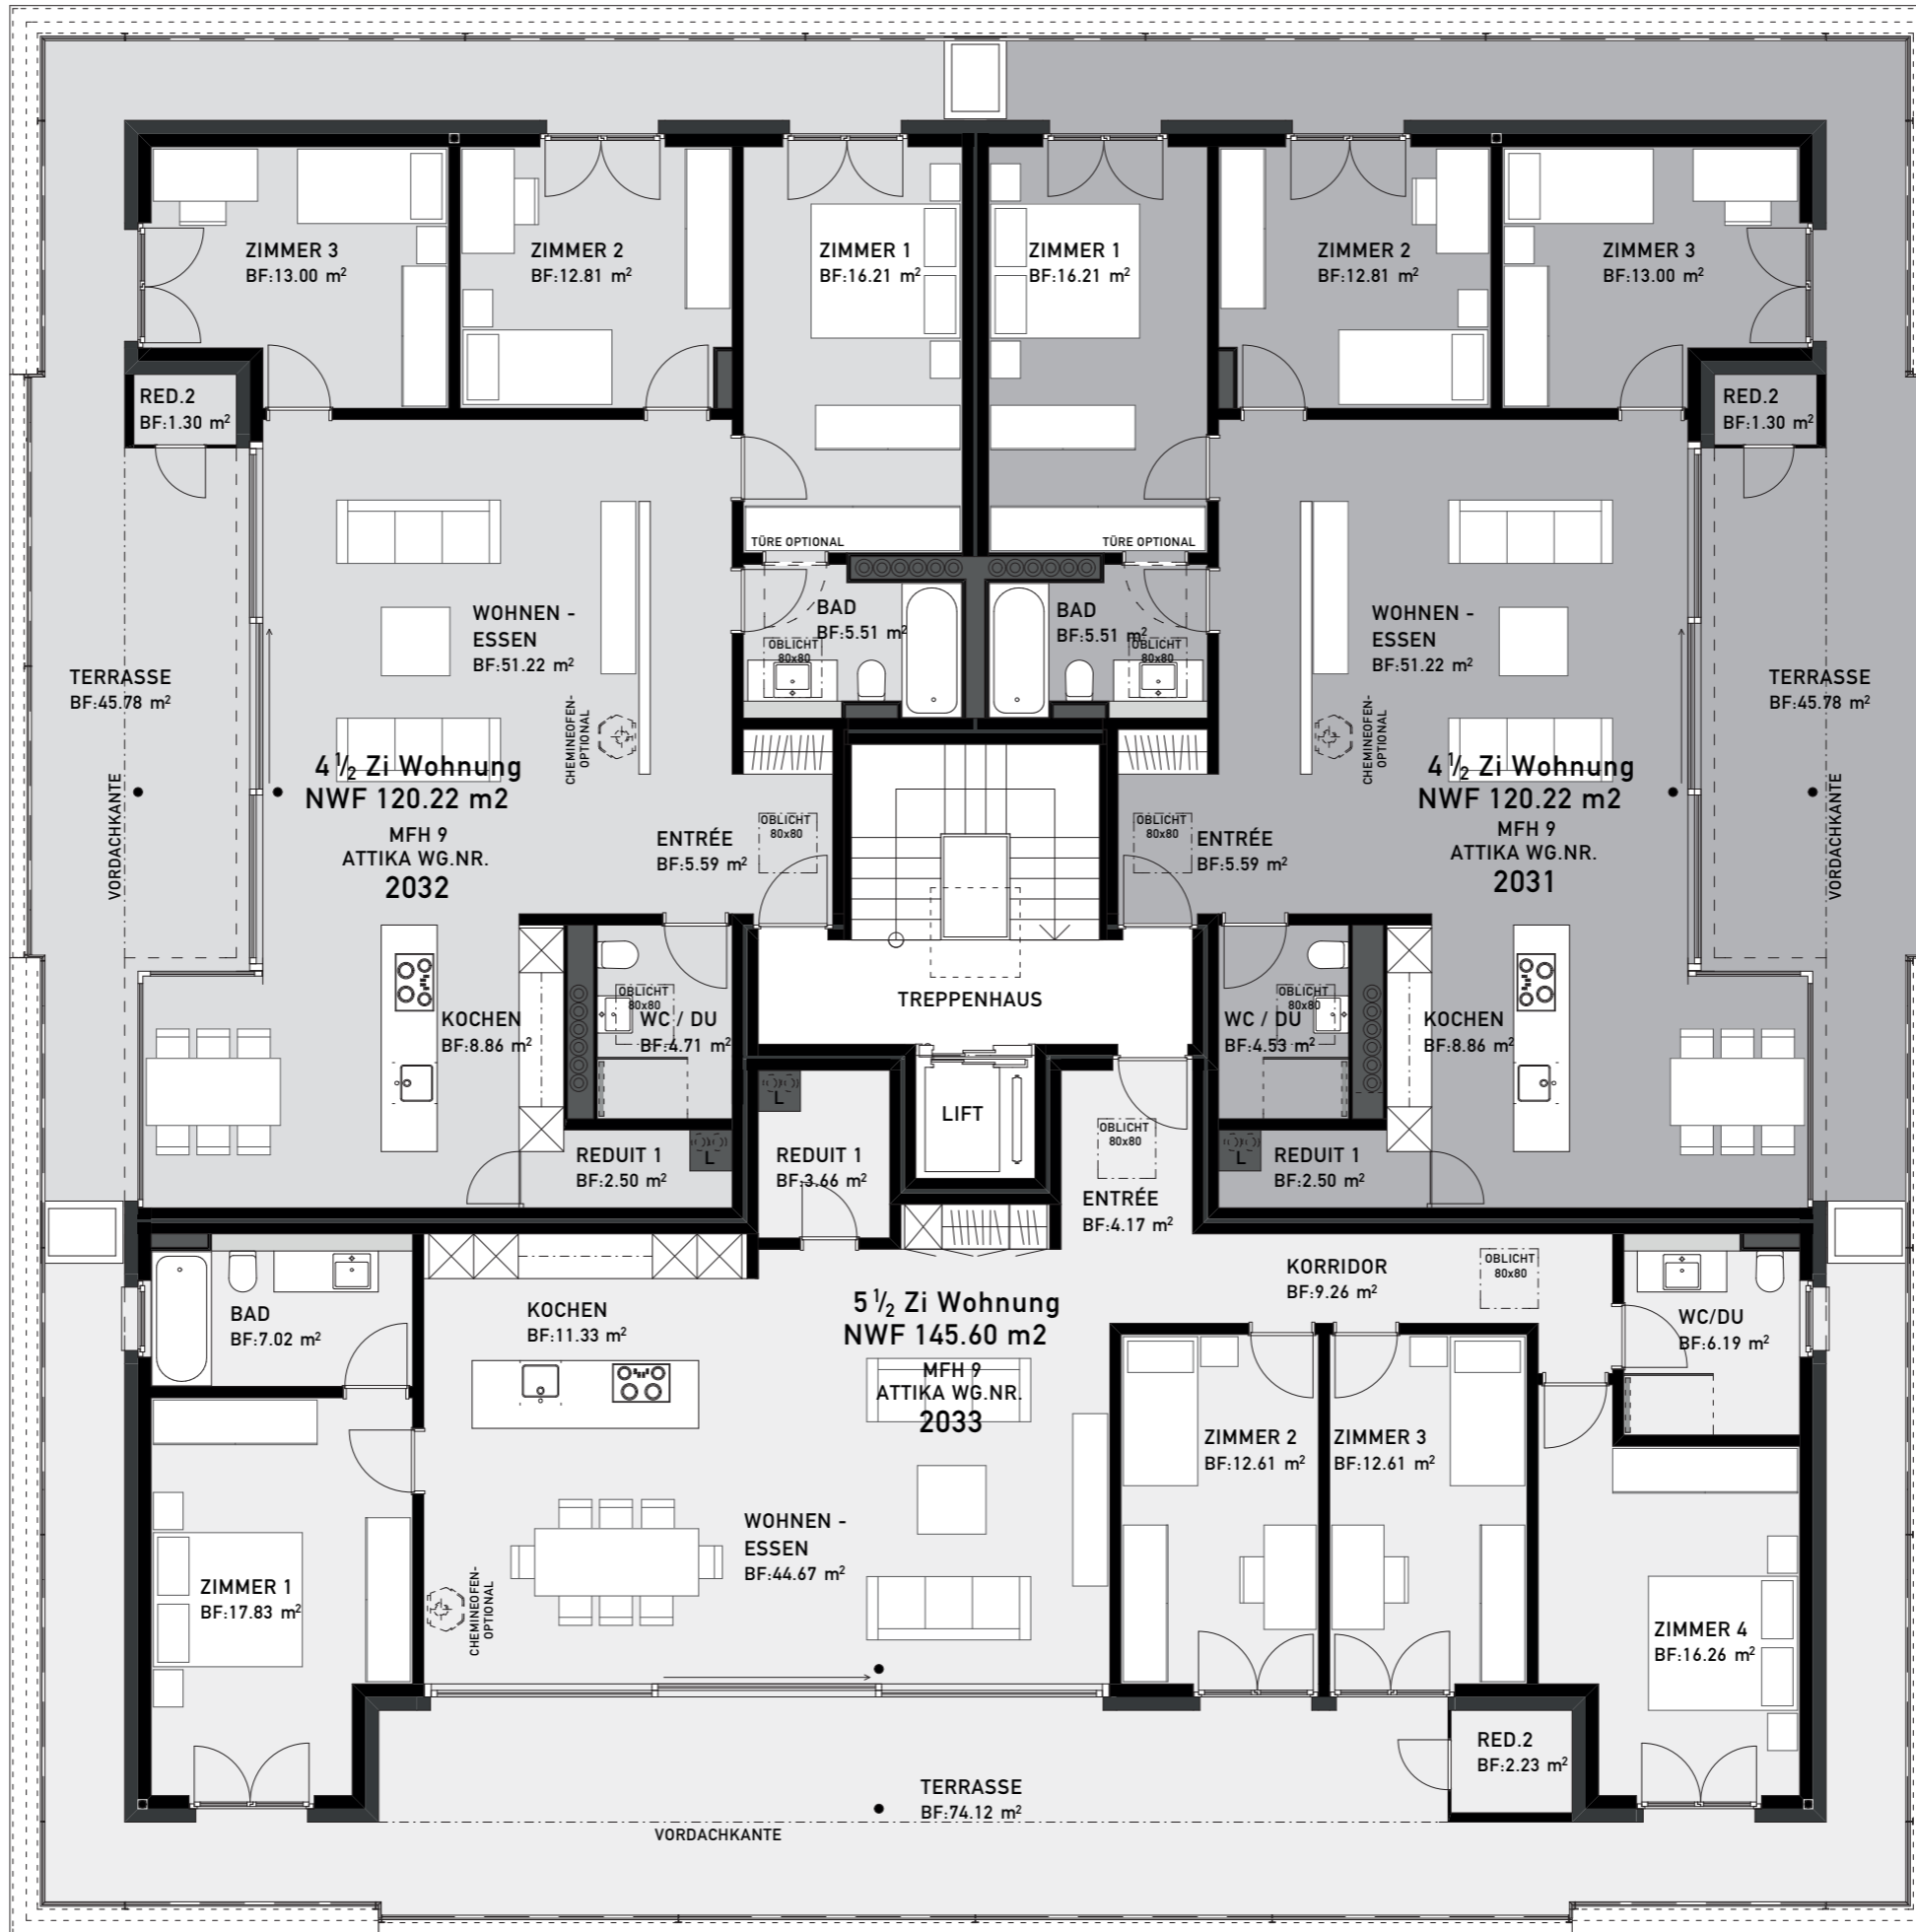 ZIMMER 3
BF:13.00 m²
ZIMMER 2
BF:12.81 m²
ZIMMER 1
BF:16.21 m²
ZIMMER 1
BF:16.21 m²
ZIMMER 2
BF:12.81 m²
ZIMMER 3
BF:13.00 m²
RED.2
BF:1.30 m²
RED.2
BF:1.30 m²
TÜRE OPTIONAL
TÜRE OPTIONAL
WOHNEN -
ESSEN
BF:51.22 m²
BAD
BF:5.51 m²
OBLICHT
80x80
BAD
BF:5.51 m²
OBLICHT
80x80
WOHNEN -
ESSEN
BF:51.22 m²
TERRASSE
BF:45.78 m²
TERRASSE
BF:45.78 m²
CHEMINEOFEN-
OPTIONAL
CHEMINEOFEN-
OPTIONAL
VORDACHKANTE
VORDACHKANTE
4 ½ Zi Wohnung
NWF 120.22 m2
MFH 9
ATTIKA WG.NR.
2032
4 ½ Zi Wohnung
NWF 120.22 m2
MFH 9
ATTIKA WG.NR.
2031
ENTRÉE
BF:5.59 m²
OBLICHT
80x80
OBLICHT
80x80
ENTRÉE
BF:5.59 m²
TREPPENHAUS
KOCHEN
BF:8.86 m²
OBLICHT
80x80
WC / DU
BF:4.71 m²
OBLICHT
80x80
WC / DU
BF:4.53 m²
KOCHEN
BF:8.86 m²
L
LIFT
OBLICHT
80x80
REDUIT 1
BF:2.50 m²
L
REDUIT 1
BF:3.66 m²
L
REDUIT 1
BF:2.50 m²
ENTRÉE
BF:4.17 m²
KORRIDOR
BF:9.26 m²
OBLICHT
80x80
BAD
BF:7.02 m²
KOCHEN
BF:11.33 m²
5 ½ Zi Wohnung
NWF 145.60 m2
MFH 9
ATTIKA WG.NR.
2033
WC/DU
BF:6.19 m²
ZIMMER 2
BF:12.61 m²
ZIMMER 3
BF:12.61 m²
WOHNEN -
ESSEN
BF:44.67 m²
ZIMMER 1
BF:17.83 m²
CHEMINEOFEN-
OPTIONAL
ZIMMER 4
BF:16.26 m²
RED.2
BF:2.23 m²
TERRASSE
BF:74.12 m²
VORDACHKANTE